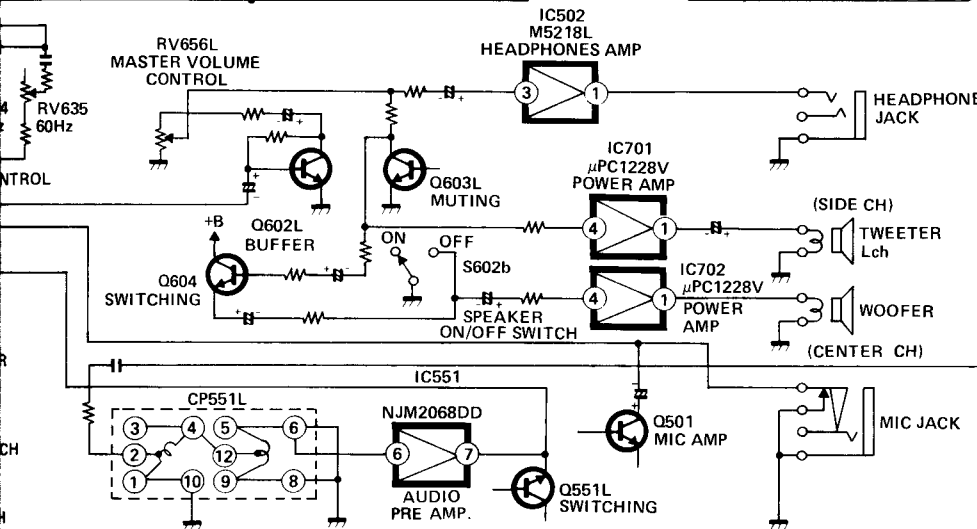 IC502
M5218L
HEADPHONES AMP
RV656L
MASTER VOLUME
CONTROL
3
1
4
RV635
60Hz
HEADPHONE
JACK
NTROL
Q603L
MUTING
IC701
μPC1228V
POWER AMP
+B
Q602L
BUFFER
ON
OFF
4
1
(SIDE CH)
TWEETER
Lch
S602b
Q604
SWITCHING
IC702
μPC1228V
POWER
AMP
4
1
WOOFER
SPEAKER
ON/OFF SWITCH
(CENTER CH)
R
IC551
CP551L
NJM2068DD
Q501
MIC AMP
MIC JACK
3
4
5
6
CH
2
12
6
7
1
10
9
8
AUDIO
PRE AMP.
Q551L
SWITCHING